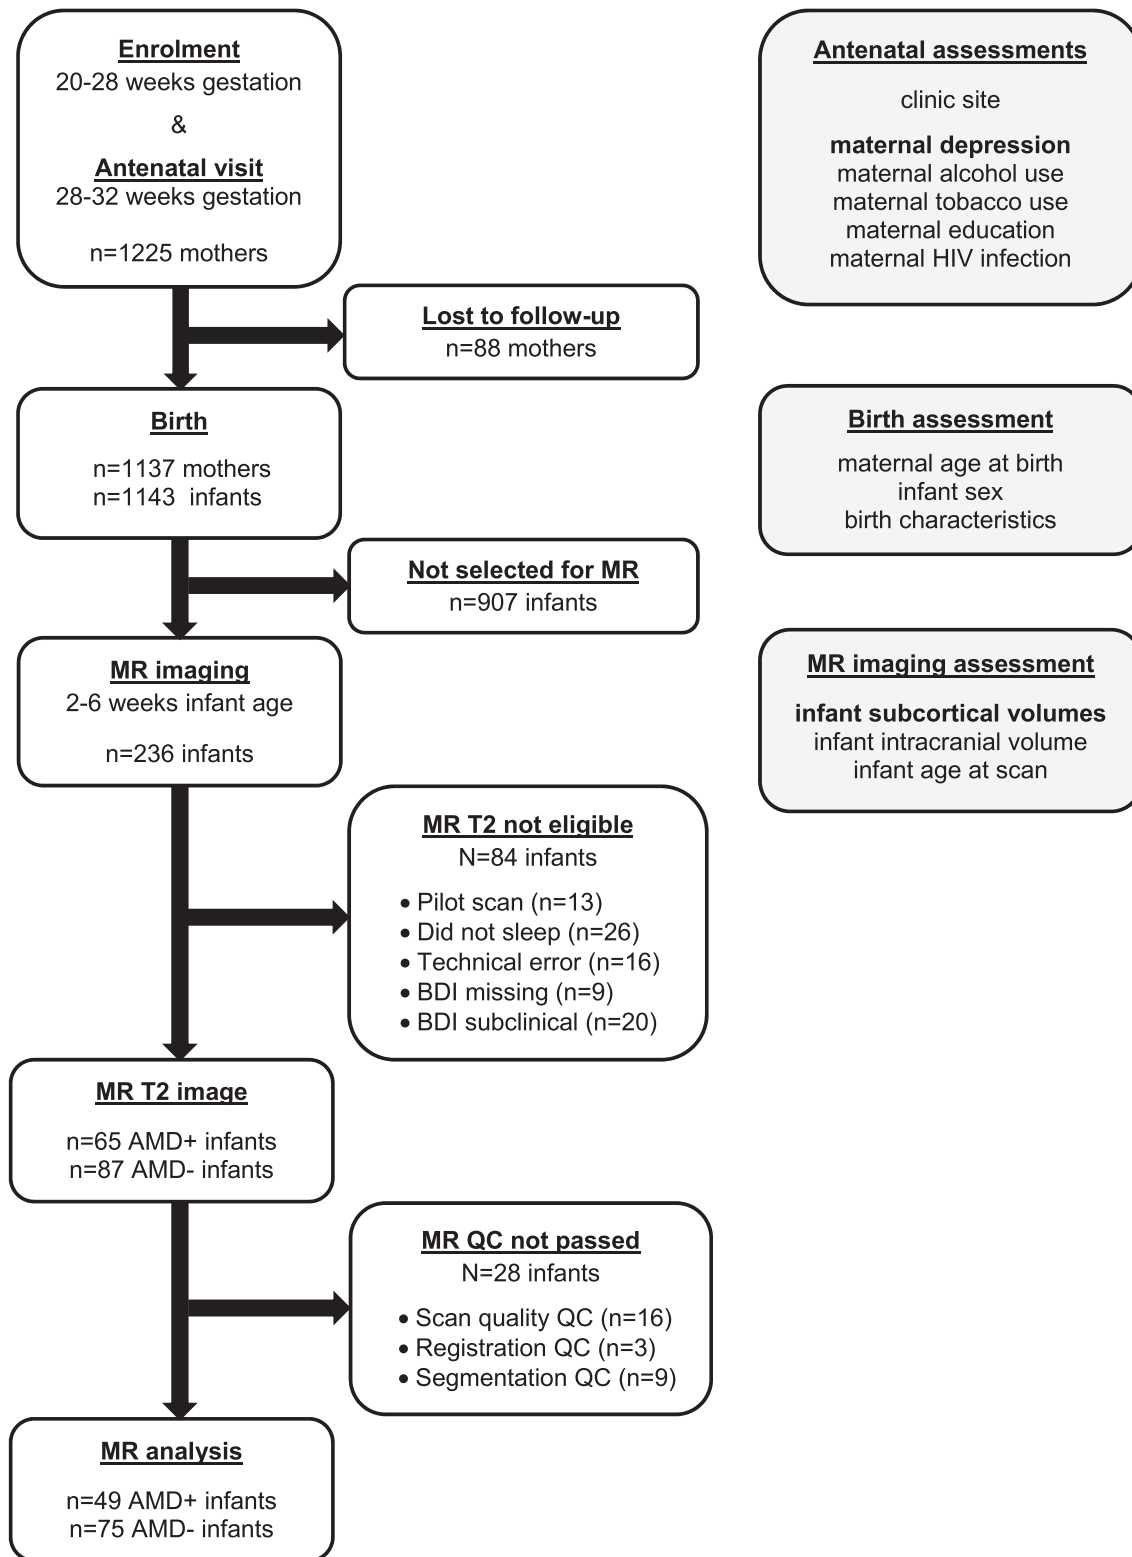 Enrolment
20-28 weeks gestation
&
Antenatal visit
28-32 weeks gestation
n=1225 mothers
Lost to follow-up
n=88 mothers
Birth
n=1137 mothers
n=1143 infants
Not selected for MR
n=907 infants
MR imaging
2-6 weeks infant age
n=236 infants
MR T2 not eligible
N=84 infants
• Pilot scan (n=13)
• Did not sleep (n=26)
• Technical error (n=16)
• BDI missing (n=9)
• BDI subclinical (n=20)
MR T2 image
n=65 AMD+ infants
n=87 AMD- infants
MR QC not passed
N=28 infants
• Scan quality QC (n=16)
• Registration QC (n=3)
• Segmentation QC (n=9)
MR analysis
n=49 AMD+ infants
n=75 AMD- infants
Antenatal assessments
clinic site
maternal depression
maternal alcohol use
maternal tobacco use
maternal education
maternal HIV infection
Birth assessment
maternal age at birth
infant sex
birth characteristics
MR imaging assessment
infant subcortical volumes
infant intracranial volume
infant age at scan